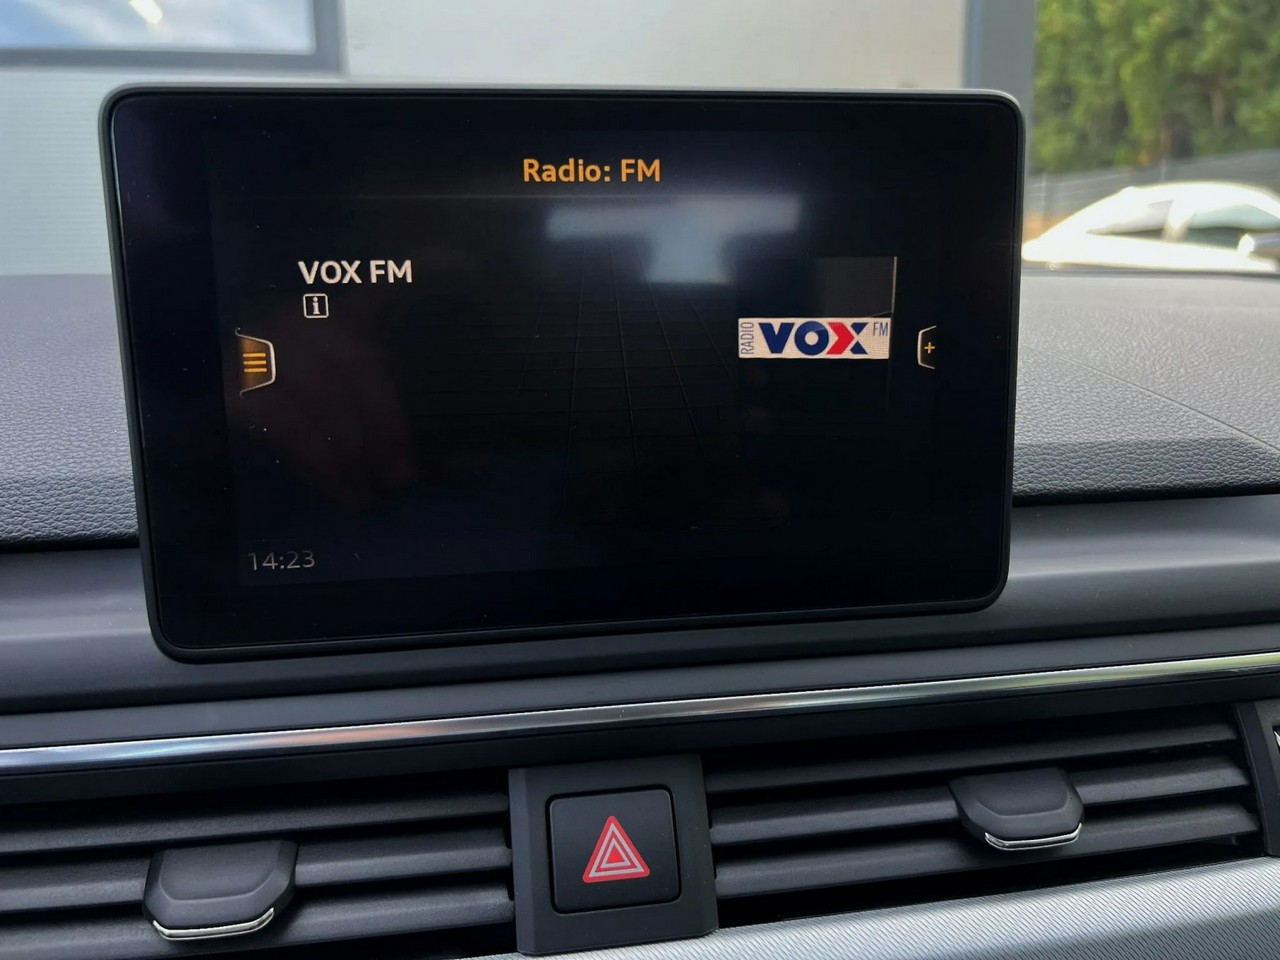 Radio: FM
VOX FM
i
RADIO VOX FM
14:23